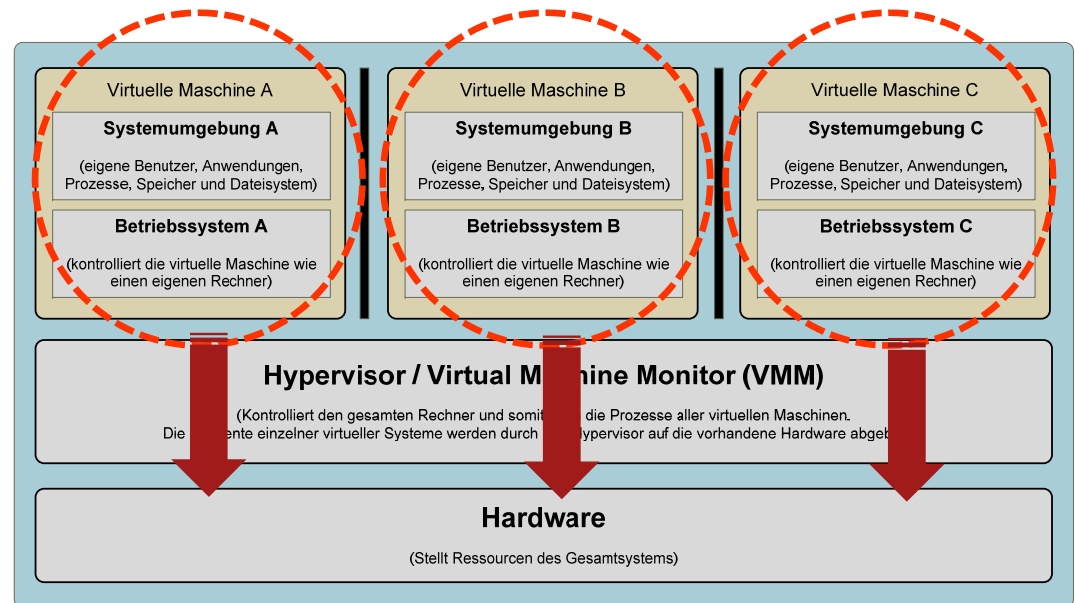 Virtuelle Maschine A
Systemumgebung A
(eigene Benutzer, Anwendungen,
Prozesse, Speicher und Dateisystem)
Betriebssystem A
(kontrolliert die virtuelle Maschine wie
einen eigenen Rechner)
Virtuelle Maschine B
Systemumgebung B
(eigene Benutzer, Anwendungen,
Prozesse, Speicher und Dateisystem)
Betriebssystem B
(kontrolliert die virtuelle Maschine wie
einen eigenen Rechner)
Virtuelle Maschine C
Systemumgebung C
(eigene Benutzer, Anwendungen,
Prozesse, Speicher und Dateisystem)
Betriebssystem C
(kontrolliert die virtuelle Maschine wie
einen eigenen Rechner)
Hypervisor / Virtual Machine Monitor (VMM)
(Kontrolliert den gesamten Rechner und somit die Prozesse aller virtuellen Maschinen.
Die einzelner virtueller Systeme werden durch Hypervisor auf die vorhandene Hardware
Hardware
(Stellt Ressourcen des Gesamtsystems)